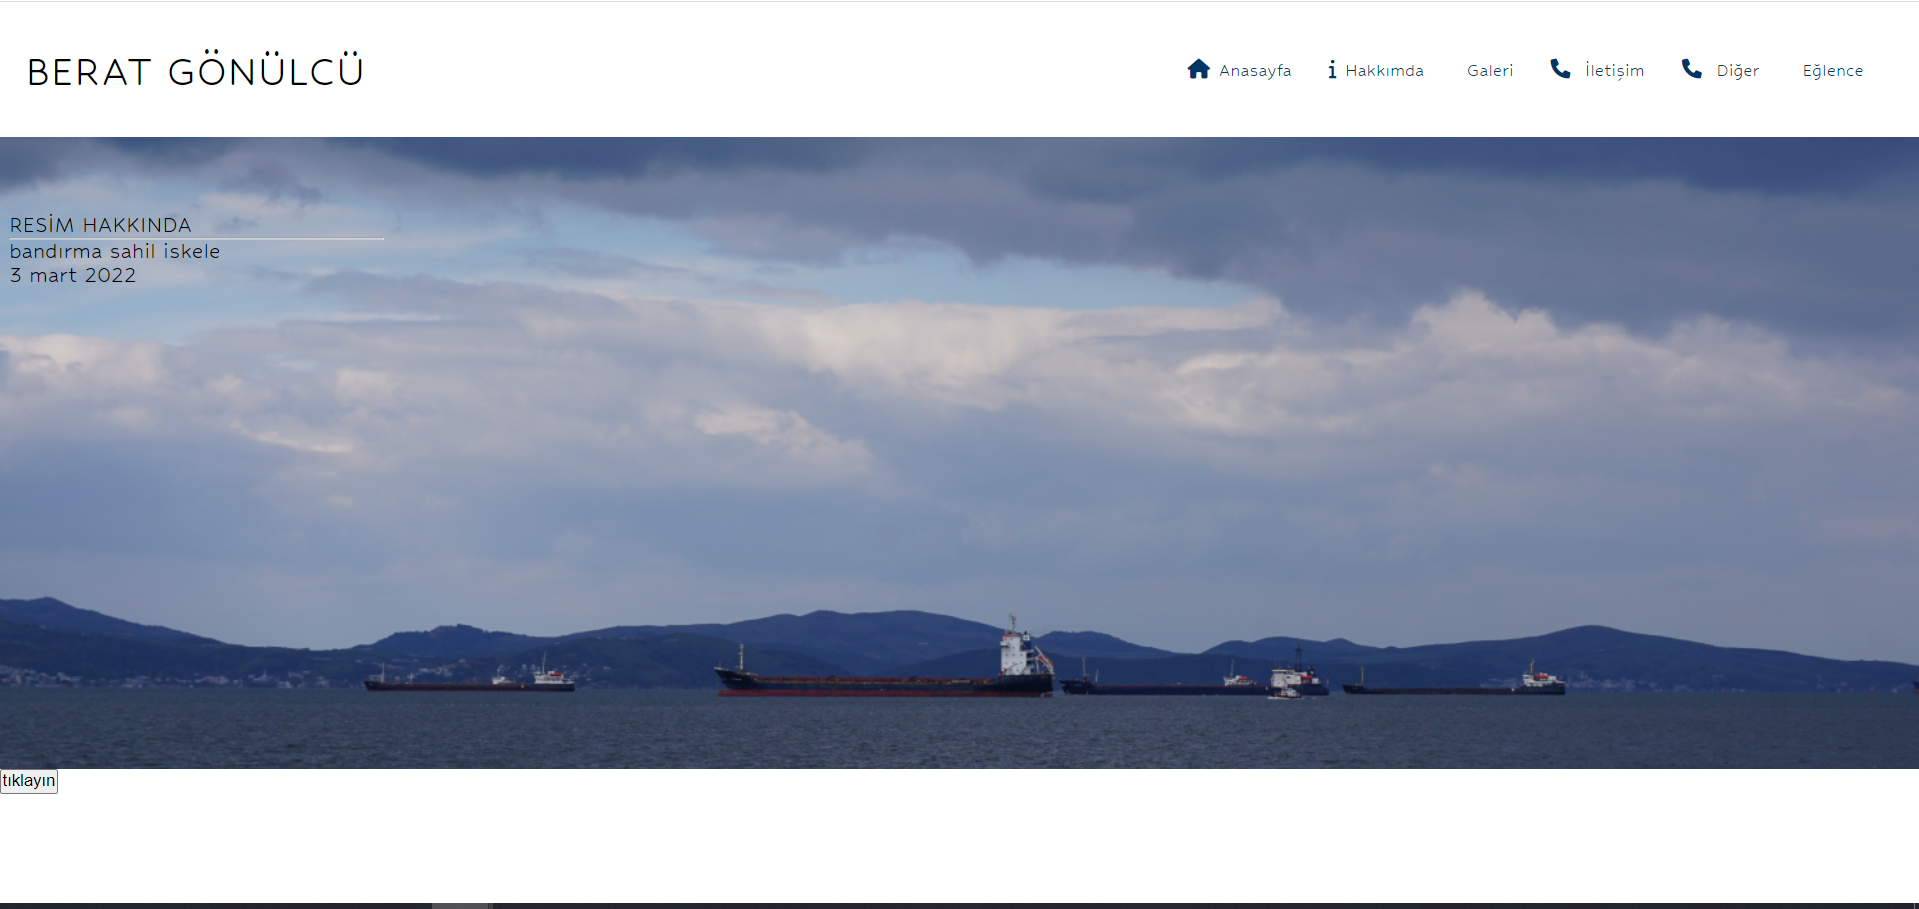 BERAT GÖNÜLCÜ
Anasayfa
Hakkımda
Galeri
İletişim
Diğer
Eğlence
RESİM HAKKINDA
bandırma sahil iskele
3 mart 2022
tıklayın